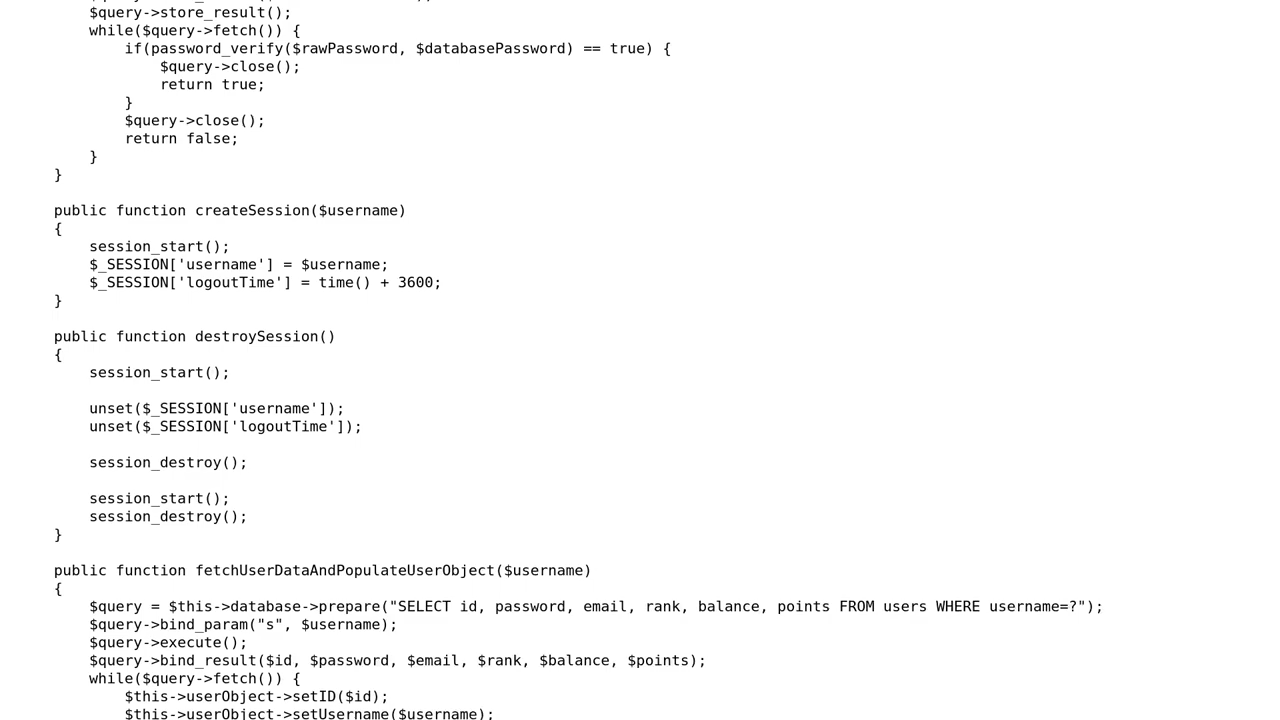 $query->store_result();
while($query->fetch()) {
if(password_verify($rawPassword, $databasePassword) == true) {
$query->close();
return true;
}
$query->close();
return false;
}
}
public function createSession($username)
{
session_start();
$_SESSION['username'] = $username;
$_SESSION['logoutTime'] = time() + 3600;
}
public function destroySession()
{
session_start();
unset($_SESSION['username']);
unset($_SESSION['logoutTime']);
session_destroy();
session_start();
session_destroy();
}
public function fetchUserDataAndPopulateUserObject($username)
{
$query = $this->database->prepare("SELECT id, password, email, rank, balance, points FROM users WHERE username=?");
$query->bind_param("s", $username);
$query->execute();
$query->bind_result($id, $password, $email, $rank, $balance, $points);
while($query->fetch()) {
$this->userObject->setID($id);
$this->userObject->setUsername($username);